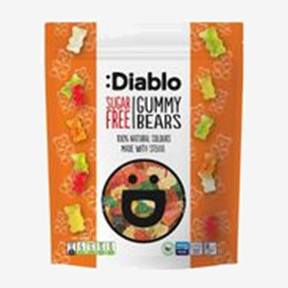 :Diablo
SUGAR FREE
GUMMY BEARS
100% NATURAL COLOURS
MADE WITH STEVIA